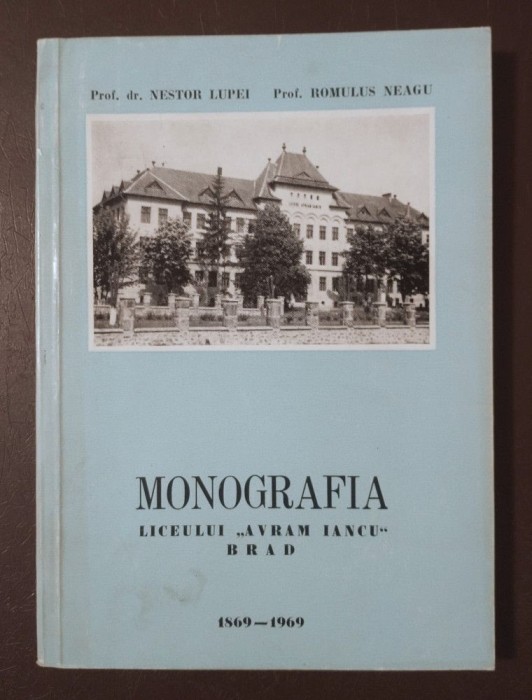 Prof. dr. NESTOR LUPEI Prof. ROMULUS NEAGU
MONOGRAFIA
LICEULUI „AVRAM IANCU“
BRAD
1869—1969